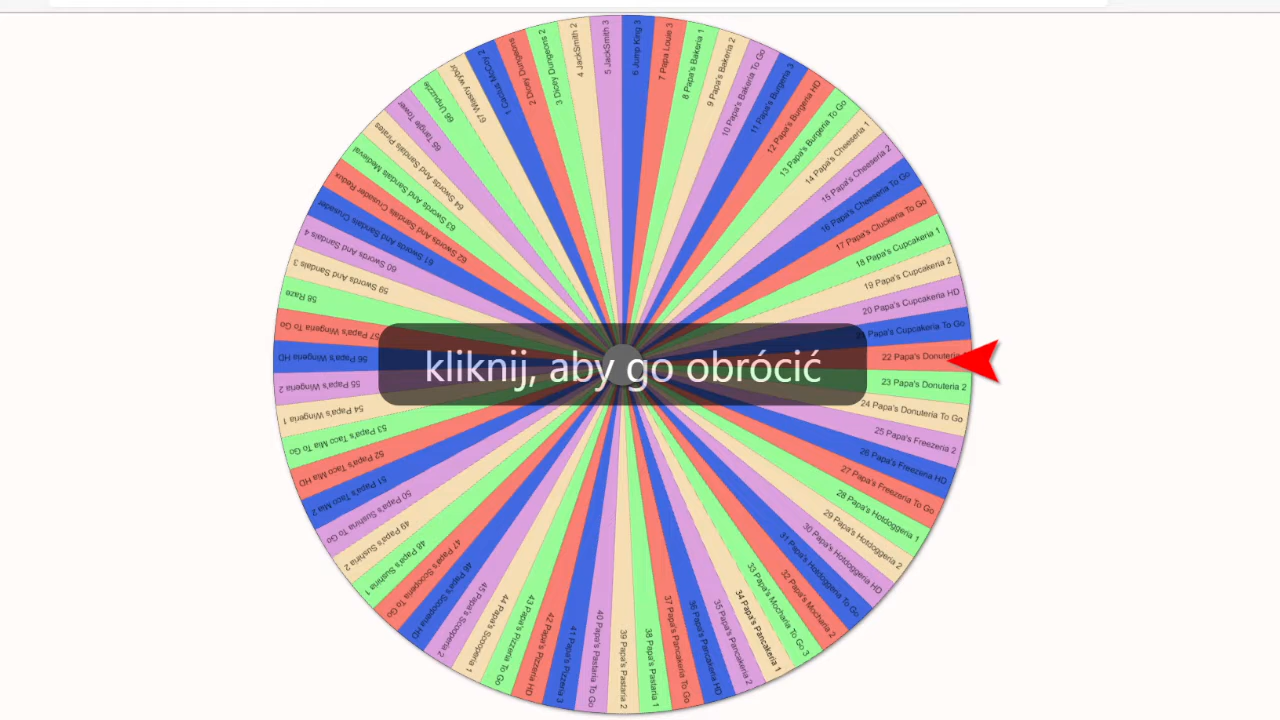 1 Cactus McCoy 2
2 Dicey Dungeons
3 Dicey Dungeons 2
4 JackSmith 2
5 JackSmith 3
6 Jump King 3
7 Papa Louie 3
8 Papa's Bakeria 1
9 Papa's Bakeria 2
10 Papa's Bakeria To Go
11 Papa's Burgeria 3
12 Papa's Burgeria HD
13 Papa's Burgeria To Go
14 Papa's Cheeseria 1
15 Papa's Cheeseria 2
16 Papa's Cheeseria To Go
17 Papa's Cluckeria To Go
18 Papa's Cupcakeria 1
19 Papa's Cupcakeria 2
20 Papa's Cupcakeria HD
21 Papa's Cupcakeria To Go
22 Papa's Donuteria
23 Papa's Donuteria 2
24 Papa's Donuteria To Go
25 Papa's Freezeria 2
26 Papa's Freezeria HD
27 Papa's Freezeria To Go
28 Papa's Hotdoggeria 1
29 Papa's Hotdoggeria 2
30 Papa's Hotdoggeria HD
31 Papa's Hotdoggeria To Go
32 Papa's Mocharia 2
33 Papa's Mocharia To Go 3
34 Papa's Pancakeria 1
35 Papa's Pancakeria 2
36 Papa's Pancakeria HD
37 Papa's Pancakeria To Go
38 Papa's Pastaria 1
39 Papa's Pastaria 2
40 Papa's Pastaria To Go
41 Papa's Pizzeria 3
42 Papa's Pizzeria HD
43 Papa's Pizzeria To Go
44 Papa's Scooperia 1
45 Papa's Scooperia 2
46 Papa's Scooperia HD
47 Papa's Scooperia To Go
48 Papa's Sushiria 1
49 Papa's Sushiria 2
50 Papa's Sushiria To Go
51 Papa's Taco Mia 2
52 Papa's Taco Mia HD
53 Papa's Taco Mia To Go
54 Papa's Wingeria 1
55 Papa's Wingeria 2
56 Papa's Wingeria HD
57 Papa's Wingeria To Go
58 Raze
59 Swords And Sandals 3
60 Swords And Sandals 4
61 Swords And Sandals Crusader
62 Swords And Sandals Crusader Redux
63 Swords And Sandals Medieval
64 Swords And Sandals Pirates
65 Tangle Tower
66 Unpuzzle
67 Własny wybór
kliknij, aby go obrócić